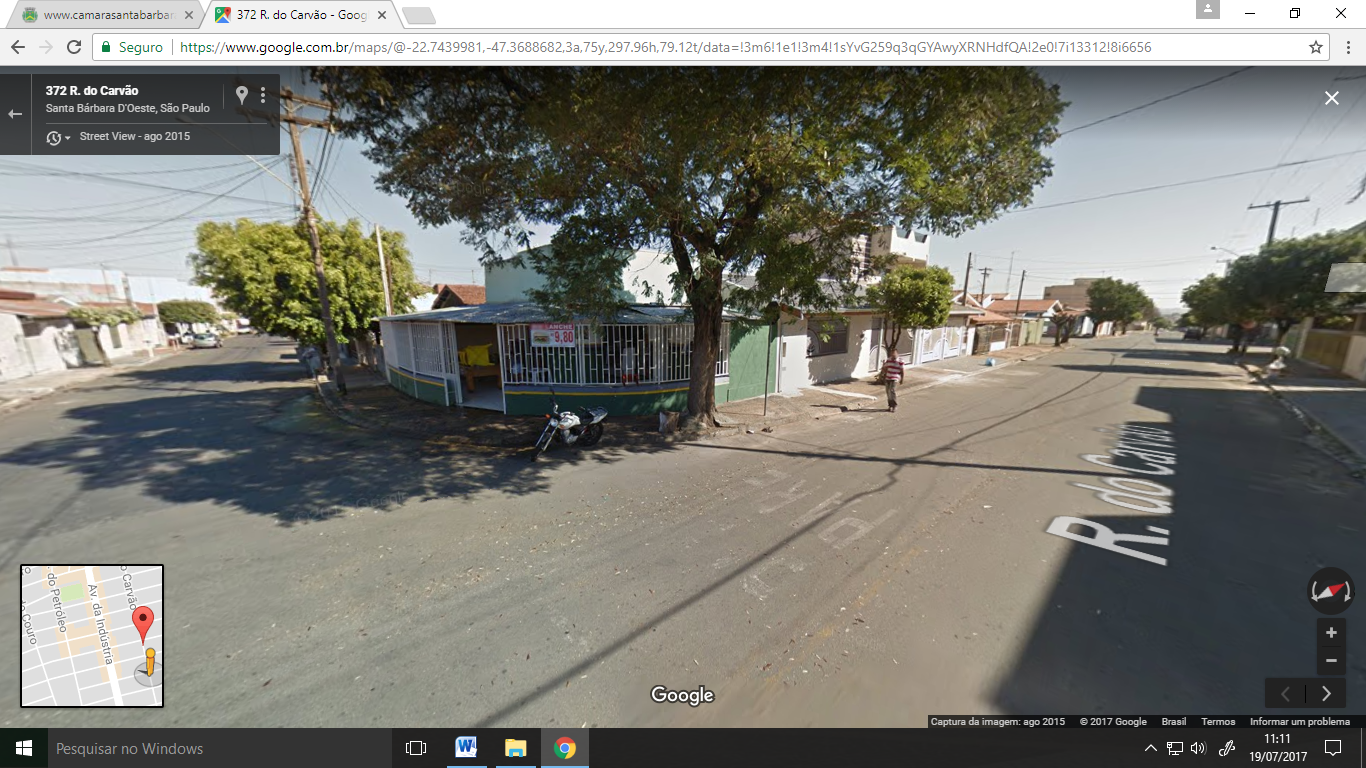 www.camarasantabarbar
372 R. do Carvão - Goog
Seguro
https://www.google.com.br/maps/@-22.7439981,-47.3688682,3a,75y,297.96h,79.12t/data=!3m6!1e1!3m4!1sYvG259q3qGYAwyXRNHdfQA!2e0!7i13312!8i6656
372 R. do Carvão
Santa Bárbara D'Oeste, São Paulo
Street View - ago 2015
LANCHE
9,80
R. do Carvão
do Petróleo
Av. da Indústria
o Carvão
Couro
Google
Captura da imagem: ago 2015 © 2017 Google Brasil Termos Informar um problema
Pesquisar no Windows
11:11
19/07/2017